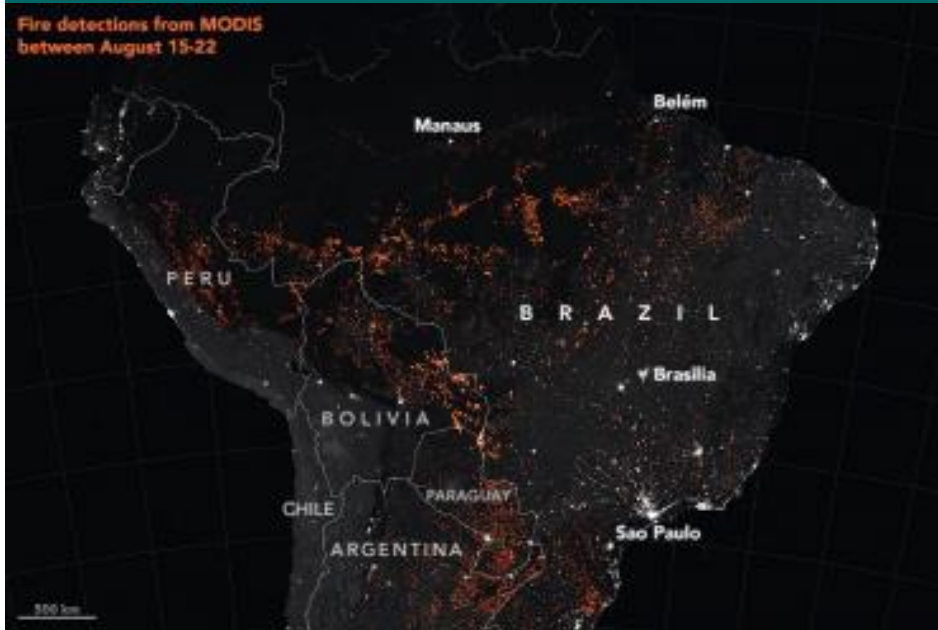 Fire detections from MODIS
between August 15-22
Belém
Manaus
PERU
BRAZIL
Brasilia
BOLIVIA
PARAGUAY
CHILE
Sao Paulo
ARGENTINA
500 km